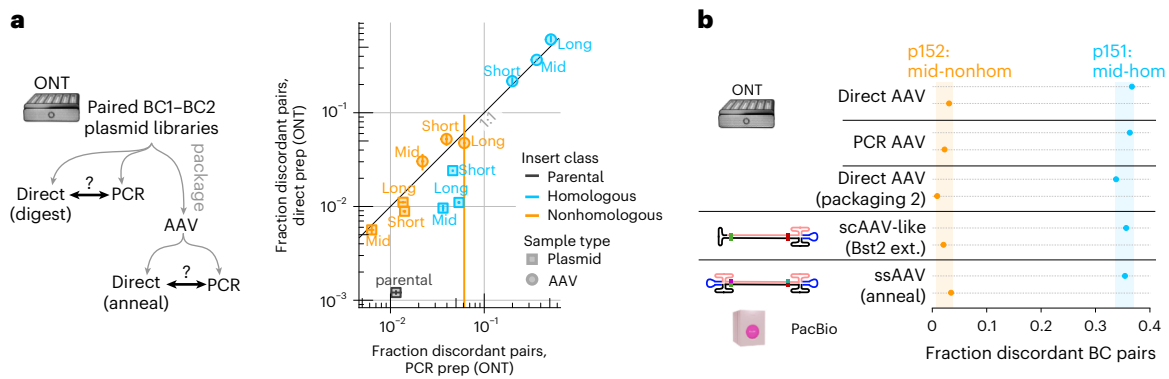 a
ONT
Paired BC1–BC2
plasmid libraries
package
?
Direct
(digest)
PCR
AAV
?
Direct
(anneal)
PCR
Fraction discordant pairs,
direct prep (ONT)
10⁻¹
10⁻²
10⁻³
10⁻²
10⁻¹
Fraction discordant pairs,
PCR prep (ONT)
Long
Mid
Short
1:1
Short
Long
Mid
Short
Long
Long
Short
Mid
Mid
parental
Insert class
Parental
Homologous
Nonhomologous
Sample type
Plasmid
AAV
b
p152:
mid-nonhom
p151:
mid-hom
ONT
Direct AAV
PCR AAV
Direct AAV
(packaging 2)
scAAV-like
(Bst2 ext.)
ssAAV
(anneal)
PacBio
0
0.1
0.2
0.3
0.4
Fraction discordant BC pairs